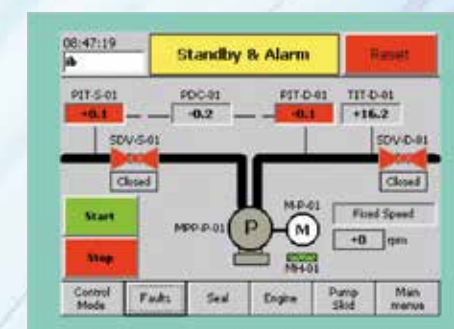 08:47:19
Standby & Alarm
Reset
PIT-S-01 PDC-01 PIT-D-01 TIT-D-01
+0.1 -0.2 -0.1 +16.2
SDV-S-01 SDV-D-01
Closed Closed
Start
MPP-P-01 P M-P-01 Fixed Speed
M +0 rpm
Stop
MH-01
Control Mode Faults Seal Engine Pump Skid Main menus